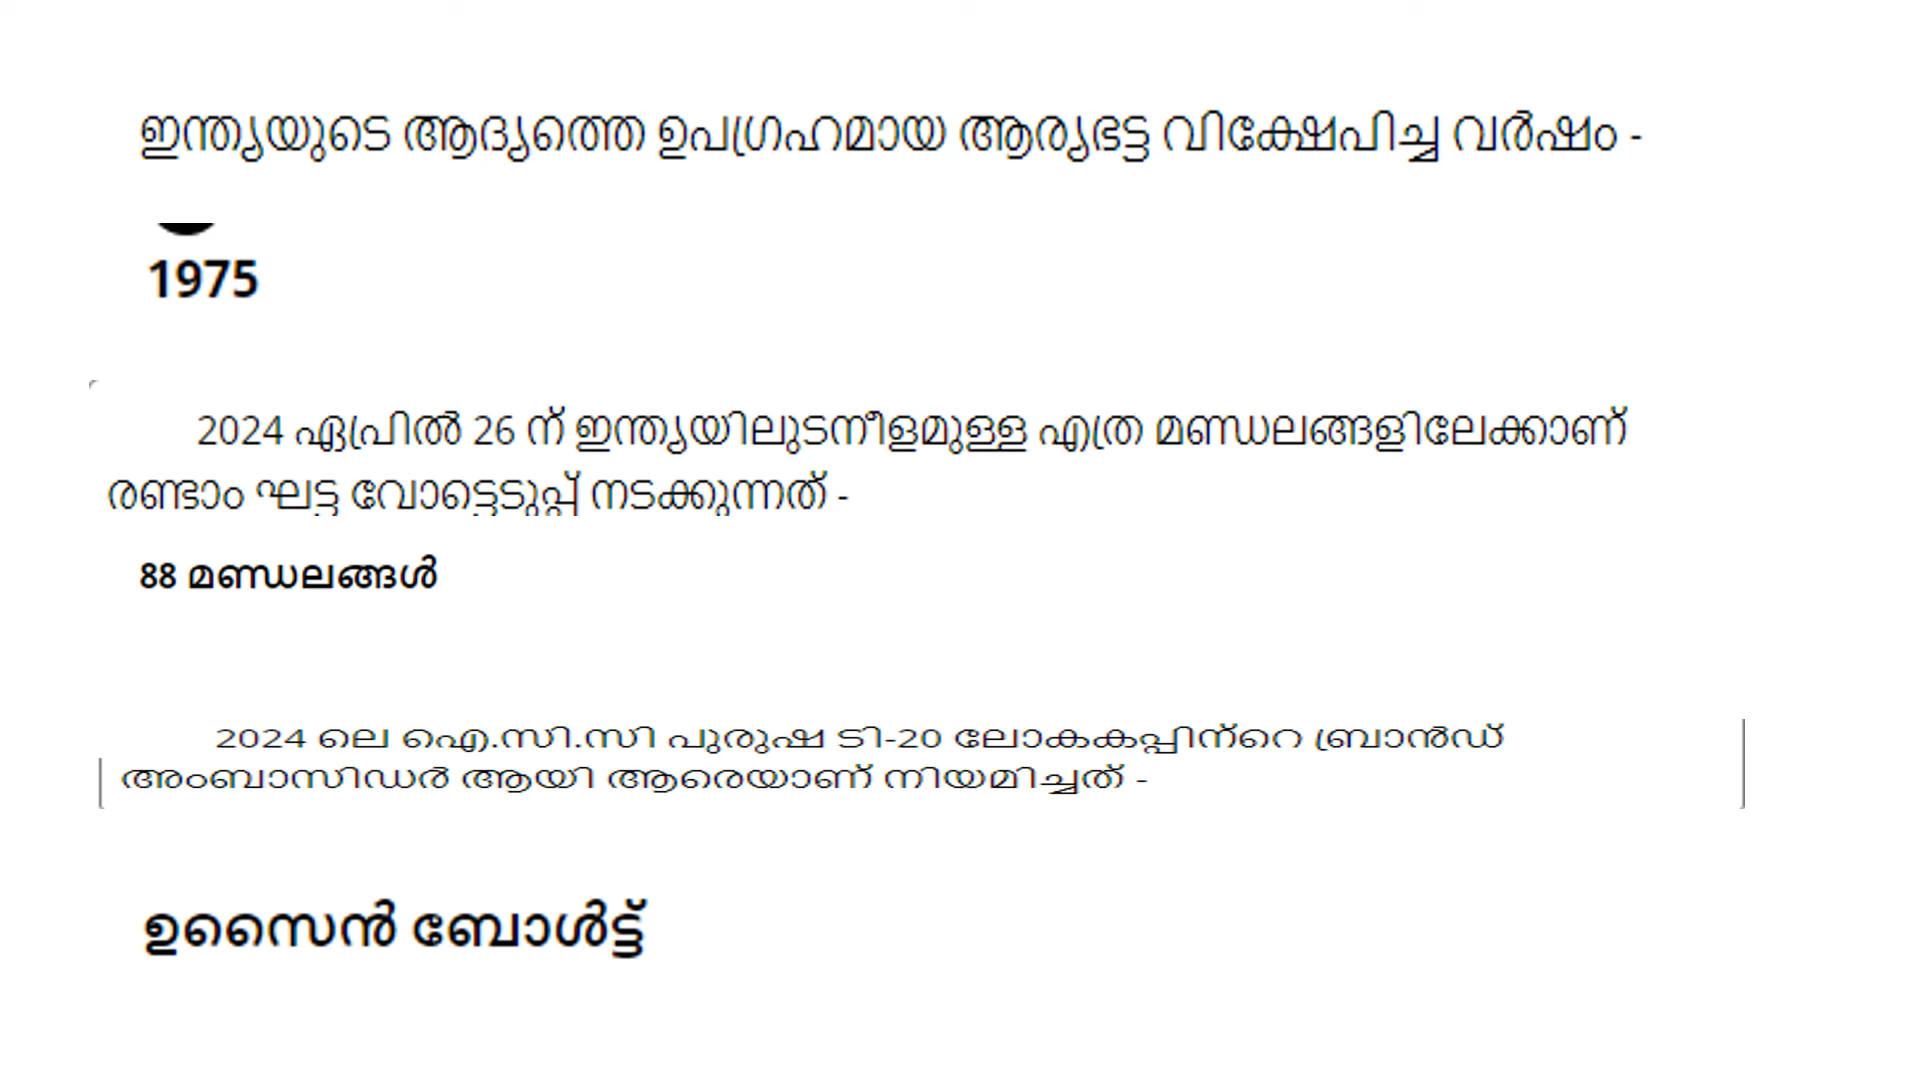 ഇന്ത്യയുടെ ആദ്യത്തെ ഉപഗ്രഹമായ ആര്യഭട്ട വിക്ഷേപിച്ച വർഷം -
1975
2024 ഏപ്രിൽ 26 ന് ഇന്ത്യയിലുടനീളമുള്ള എത്ര മണ്ഡലങ്ങളിലേക്കാണ്
രണ്ടാം ഘട്ട വോട്ടെടുപ്പ് നടക്കുന്നത് -
88 മണ്ഡലങ്ങൾ
2024 ലെ ഐ.സി.സി പുരുഷ ടി-20 ലോകകപ്പിന്റെ ബ്രാൻഡ്
അംബാസിഡർ ആയി ആരെയാണ് നിയമിച്ചത് -
ഉസൈൻ ബോൾട്ട്